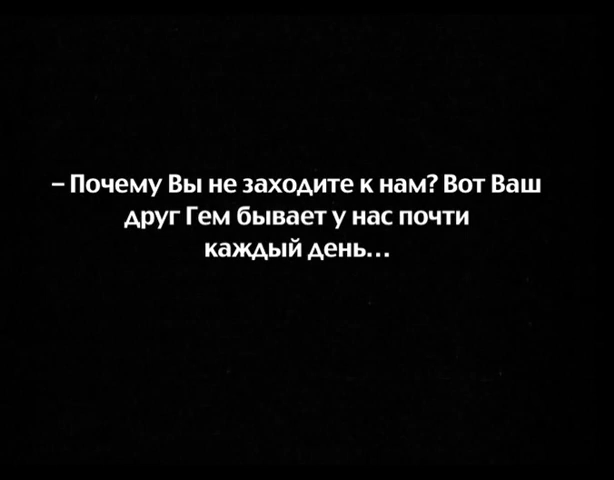 – Почему Вы не заходите к нам? Вот Ваш
друг Гем бывает у нас почти
каждый день...